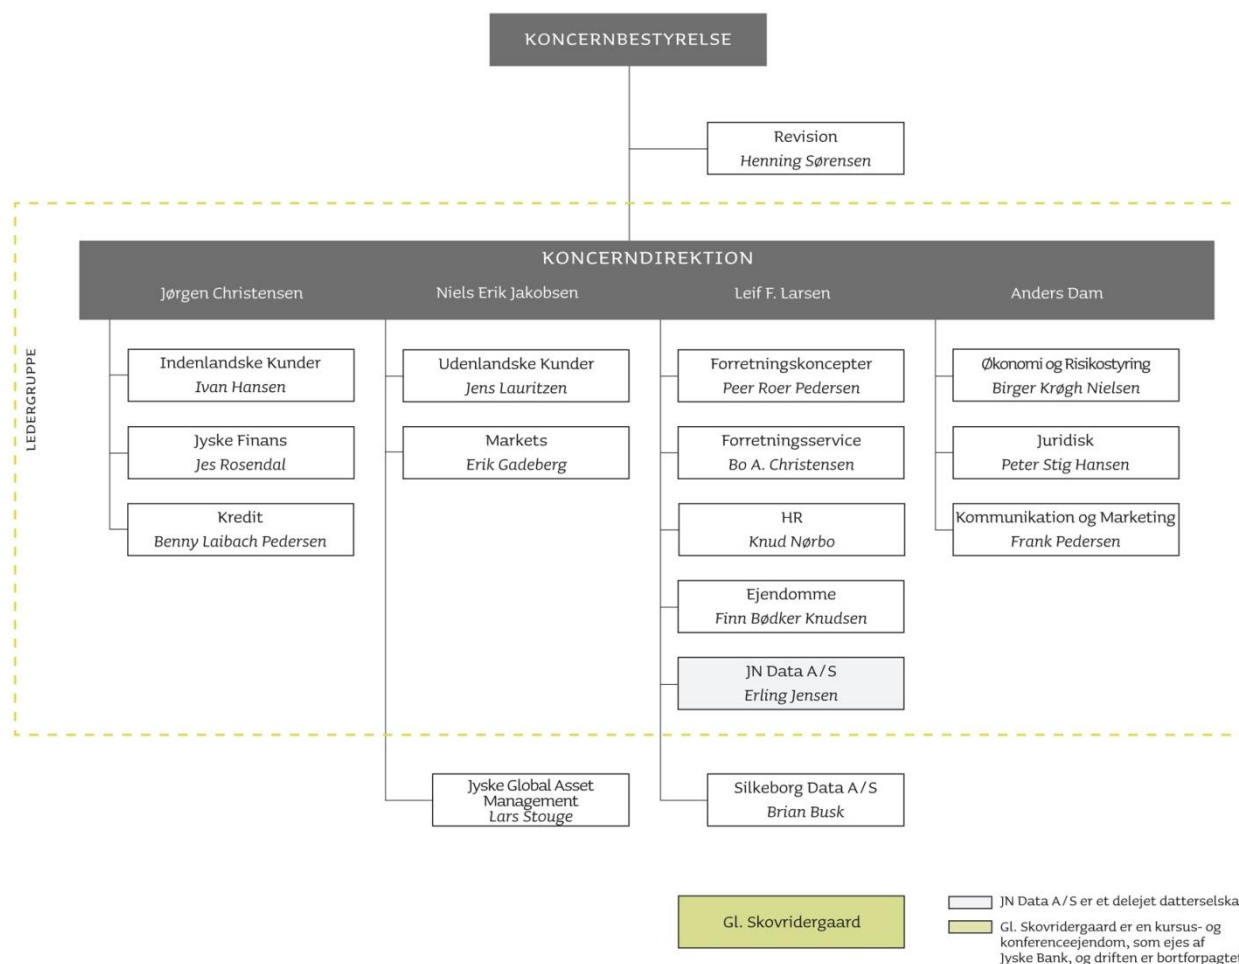 KONCERNBESTYRELSE
Revision
Henning Sørensen
LEDERGRUPPE
KONCERNDIREKTION
Jørgen Christensen
Niels Erik Jakobsen
Leif F. Larsen
Anders Dam
Indenlandske Kunder
Ivan Hansen
Jyske Finans
Jes Rosendal
Kredit
Benny Laibach Pedersen
Udenlandske Kunder
Jens Lauritzen
Markets
Erik Gadeberg
Jyske Global Asset
Management
Lars Stouge
Forretningskoncepter
Peer Roer Pedersen
Forretningsservice
Bo A. Christensen
HR
Knud Nørbo
Ejendomme
Finn Bødker Knudsen
JN Data A/S
Erling Jensen
Silkeborg Data A/S
Brian Busk
Økonomi og Risikostyring
Birger Krøgh Nielsen
Juridisk
Peter Stig Hansen
Kommunikation og Marketing
Frank Pedersen
Gl. Skovridergaard
JN Data A/S er et delejet datterselska
Gl. Skovridergaard er en kursus- og
konferenceejendom, som ejes af
Jyske Bank, og driften er bortforpagtet